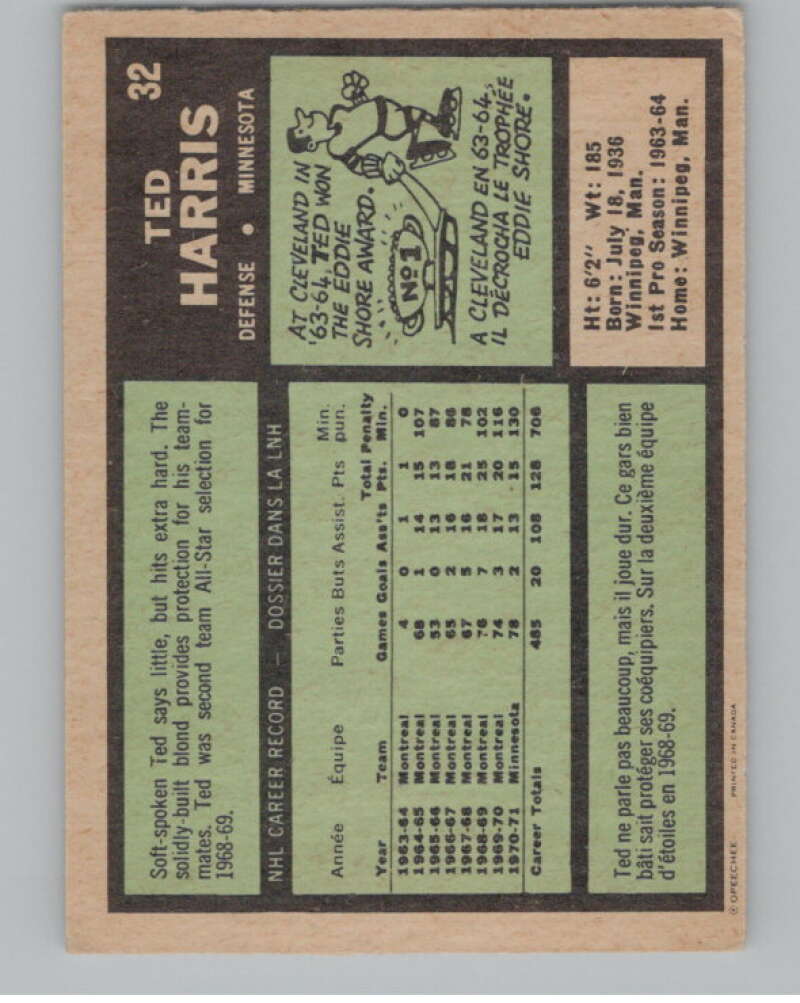 32
TED
HARRIS
DEFENSE • MINNESOTA
AT CLEVELAND IN
'63-64, TED WON
THE EDDIE
SHORE AWARD.
No 1
A CLEVELAND EN 63-64,
IL DÉCROCHA LE TROPHÉE
EDDIE SHORE.
Ht: 6'2" Wt: 185
Born: July 18, 1936
Winnipeg, Man.
1st Pro Season: 1963-64
Home: Winnipeg, Man.
Soft-spoken Ted says little, but hits extra hard. The
solidly-built blond provides protection for his team-
mates. Ted was second team All-Star selection for
1968-69.
NHL CAREER RECORD — DOSSIER DANS LA LNH
Année Équipe Parties Buts Assist. Pts Min. pun.
Year Team Games Goals Ass'ts Total Pts. Penalty Min.
1963-64 Montreal 4 0 1 1 0
1964-65 Montreal 68 1 14 15 107
1965-66 Montreal 53 0 13 13 87
1966-67 Montreal 65 2 16 18 86
1967-68 Montreal 67 5 16 21 78
1968-69 Montreal 76 7 18 25 102
1969-70 Montreal 74 3 17 20 116
1970-71 Minnesota 78 2 13 15 130
Career Totals 485 20 108 128 706
Ted ne parle pas beaucoup, mais il joue dur. Ce gars bien
bâti sait protéger ses coéquipiers. Sur la deuxième équipe
d'étoiles en 1968-69.
© OPEECHEE PRINTED IN CANADA